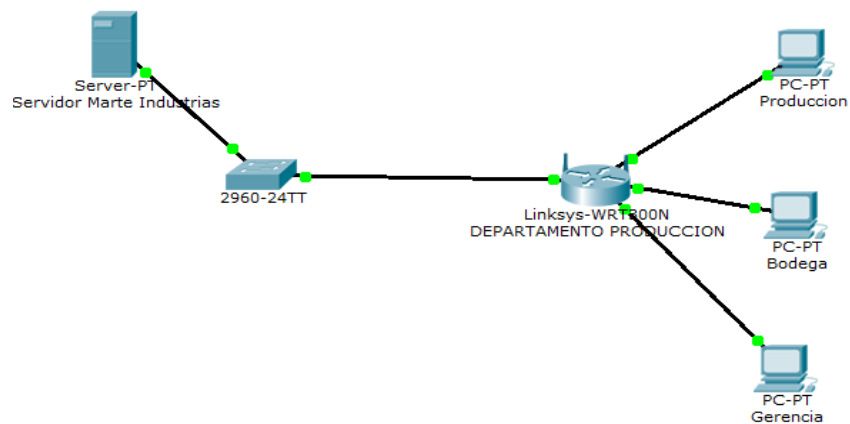 Server-PT
Servidor Marte Industrias
2960-24TT
Linksys-WRT300N
DEPARTAMENTO PRODUCCION
PC-PT
Produccion
PC-PT
Bodega
PC-PT
Gerencia